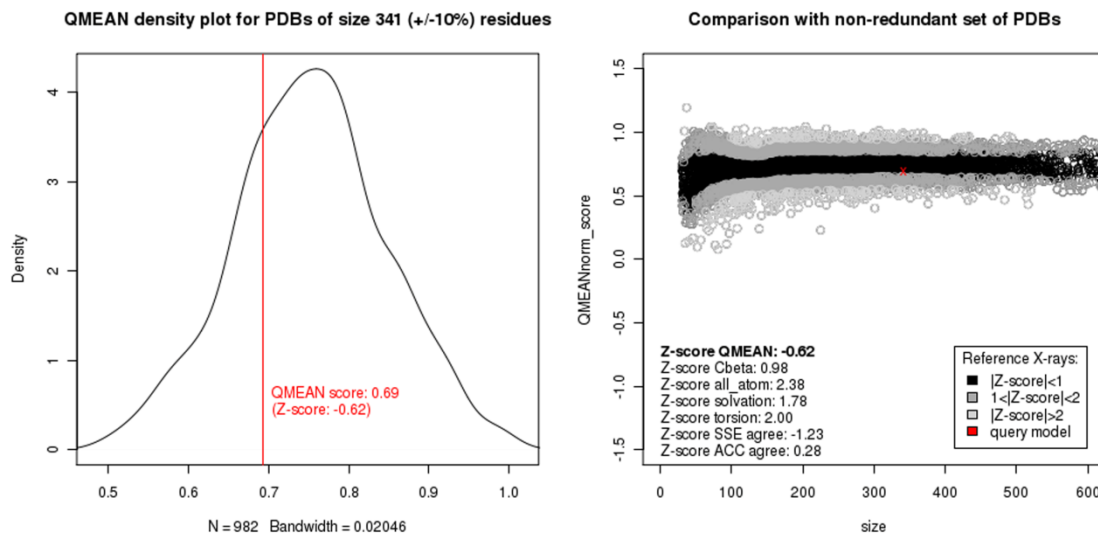 QMEAN density plot for PDBs of size 341 (+/-10%) residues
Density
0
1
2
3
4
QMEAN score: 0.69
(Z-score: -0.62)
0.5
0.6
0.7
0.8
0.9
1.0
N = 982 Bandwidth = 0.02046
Comparison with non-redundant set of PDBs
QMEANnorm_score
1.5
1.0
0.5
0.0
-0.5
-1.0
-1.5
Z-score QMEAN: -0.62
Z-score Cbeta: 0.98
Z-score all_atom: 2.38
Z-score solvation: 1.78
Z-score torsion: 2.00
Z-score SSE agree: -1.23
Z-score ACC agree: 0.28
Reference X-rays:
|Z-score|<1
1<|Z-score|<2
|Z-score|>2
query model
0
100
200
300
400
500
600
size